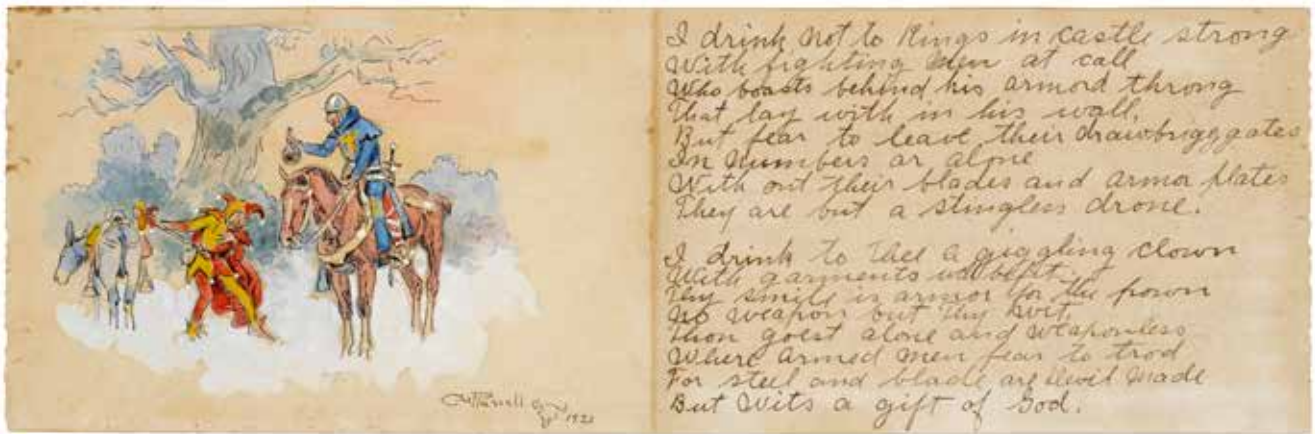 I drink not to Kings in castle strong
With fighting men at call
Who boasts behind his armord throng
That lay with in his wall,
But fear to leave their drawbrigg gates
In numbers or alone
With out their blades and armor plates
They are but a stingless drone.
I drink to thee a giggling clown
With garments
Thy smile is armor for the frown
No weapon but thy wit,
Thou goest alone and weaponless
Where armed men fear to trod
For steel and blade are Devil made
But Wits a gift of God.
CM Russell
1921